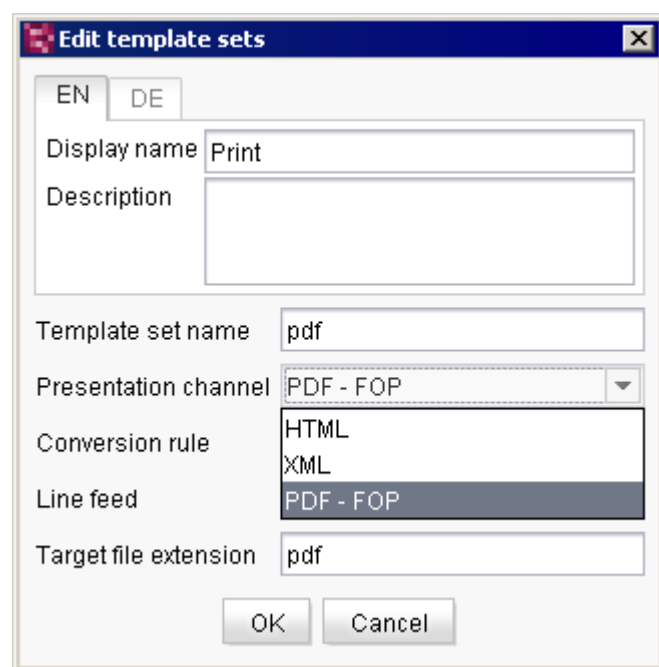 Edit template sets
EN DE
Display name Print
Description
Template set name pdf
Presentation channel PDF - FOP
HTML
Conversion rule
XML
Line feed PDF - FOP
Target file extension pdf
OK Cancel